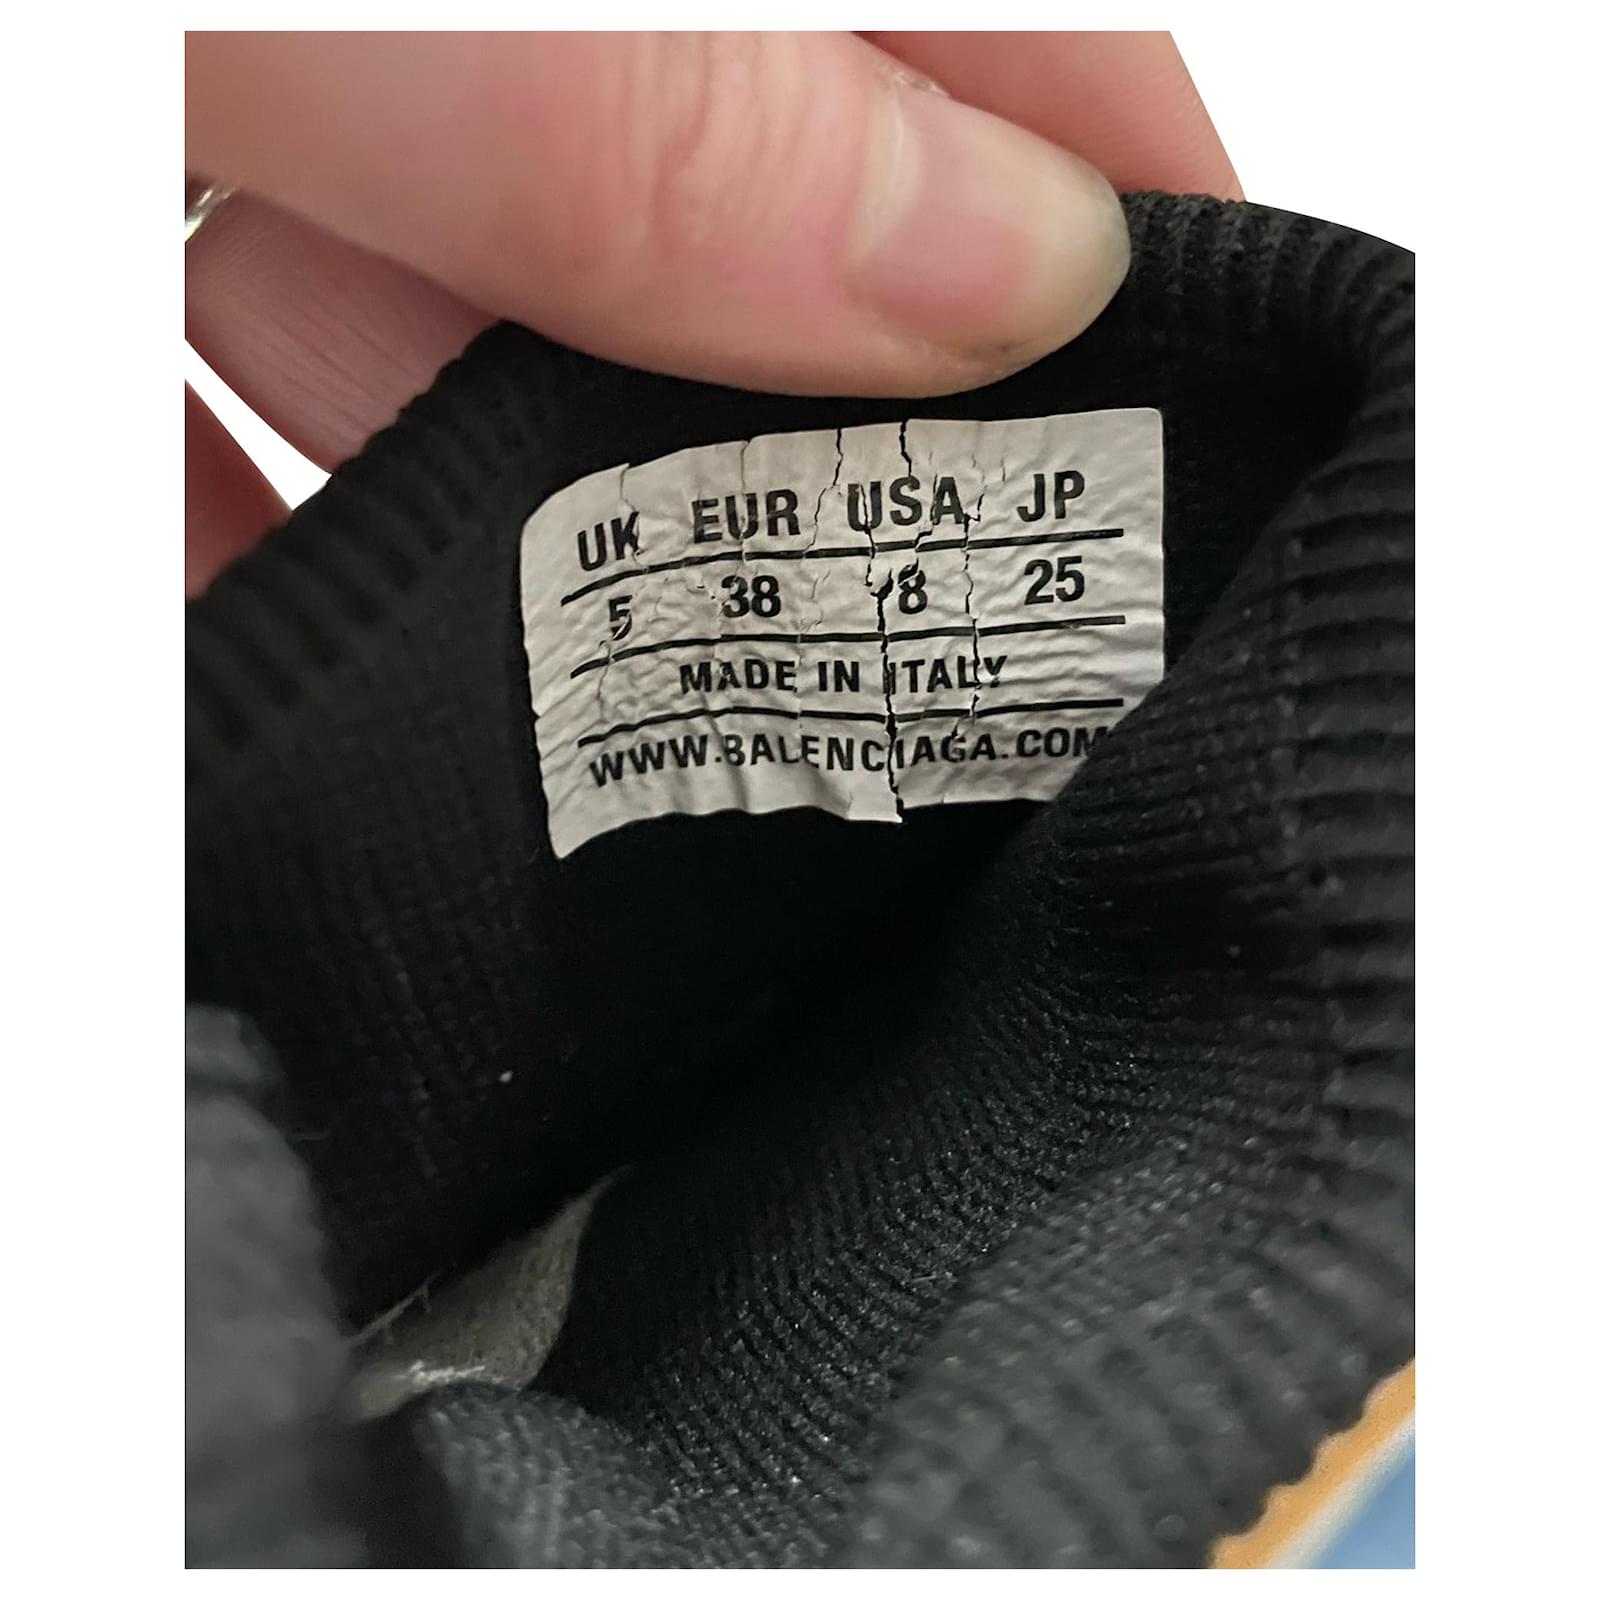 UK EUR USA JP
5 38 8 25
MADE IN ITALY
WWW.BALENCIAGA.COM